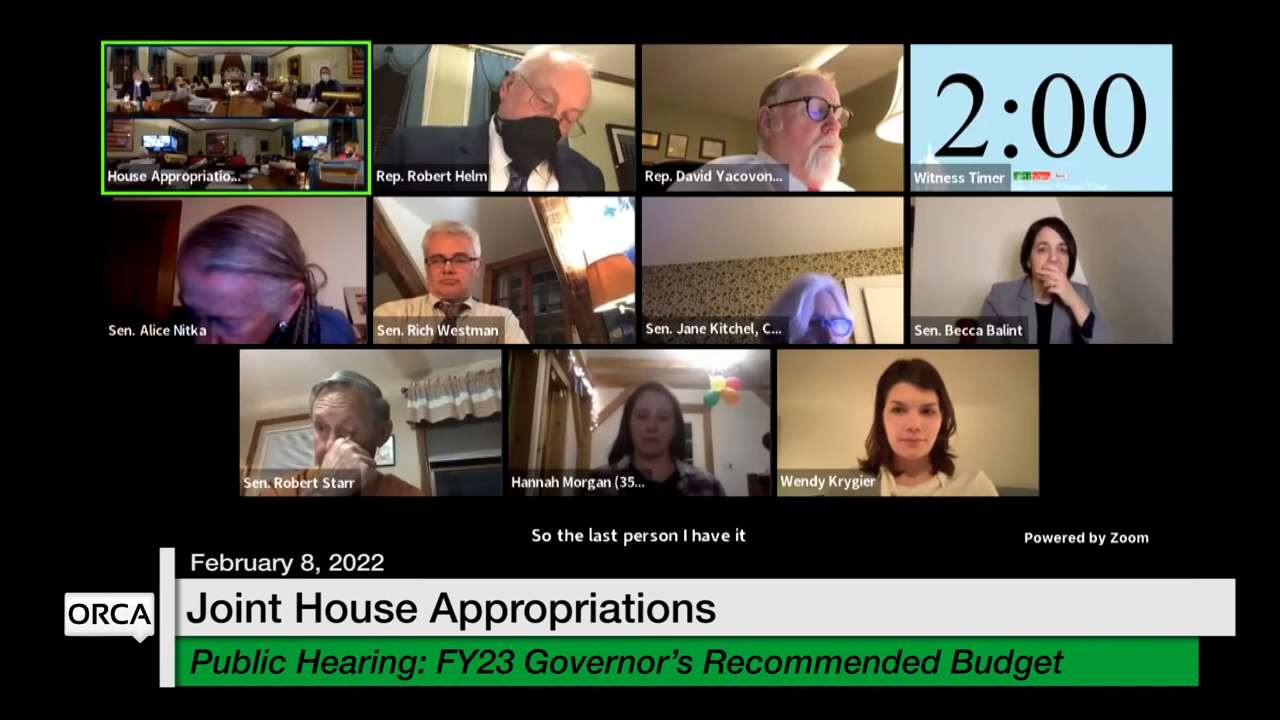 House Appropriatio...
Rep. Robert Helm
Rep. David Yacovon...
2:00
Witness Timer
Sen. Alice Nitka
Sen. Rich Westman
Sen. Jane Kitchel, C...
Sen. Becca Balint
Sen. Robert Starr
Hannah Morgan (35...
Wendy Krygier
So the last person I have it
Powered by Zoom
February 8, 2022
ORCA
Joint House Appropriations
Public Hearing: FY23 Governor's Recommended Budget